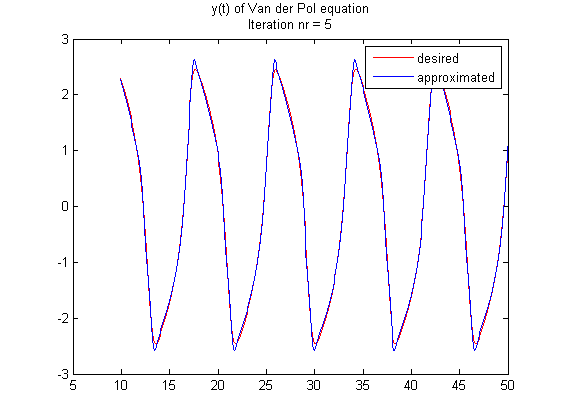 y(t) of Van der Pol equation
Iteration nr = 5
desired
approximated
3
2
1
0
-1
-2
-3
5 10 15 20 25 30 35 40 45 50